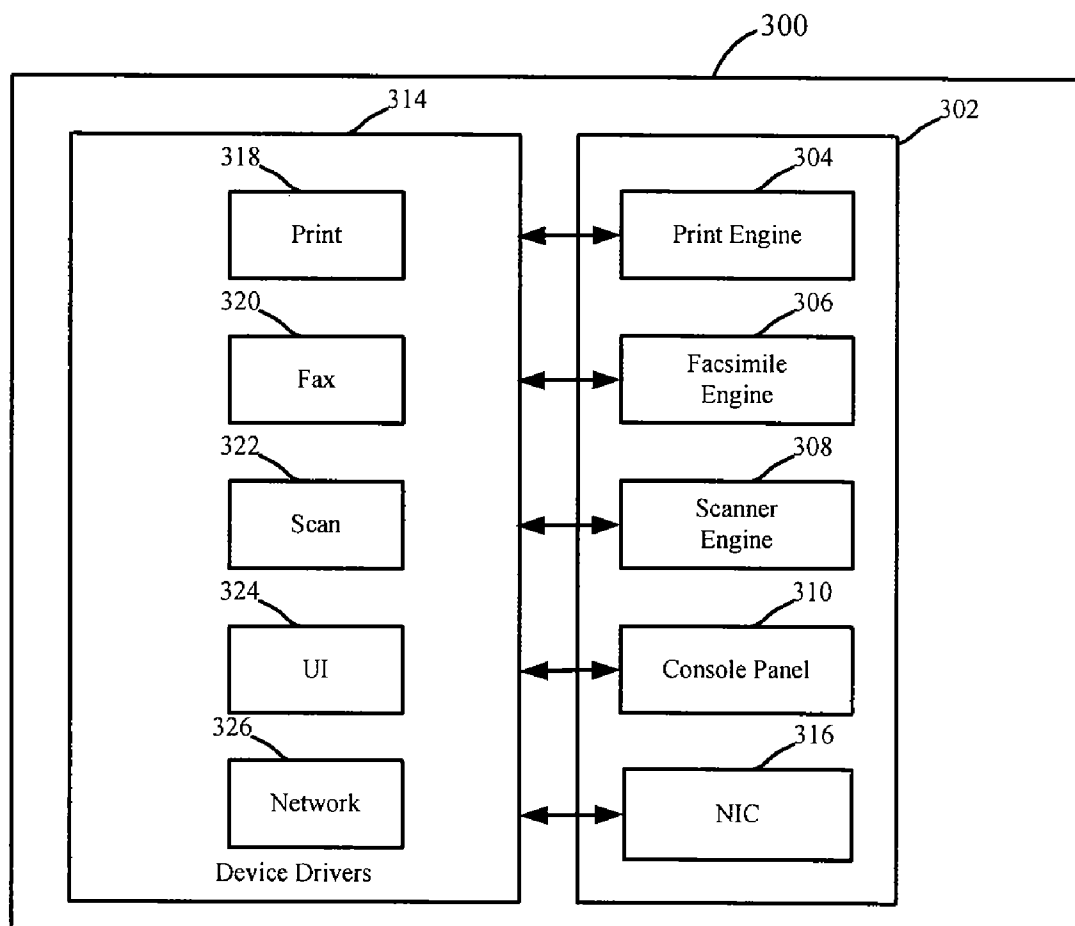 300
314
302
318
304
Print
Print Engine
320
306
Fax
Facsimile
Engine
322
308
Scan
Scanner
Engine
324
310
UI
Console Panel
326
316
Network
NIC
Device Drivers